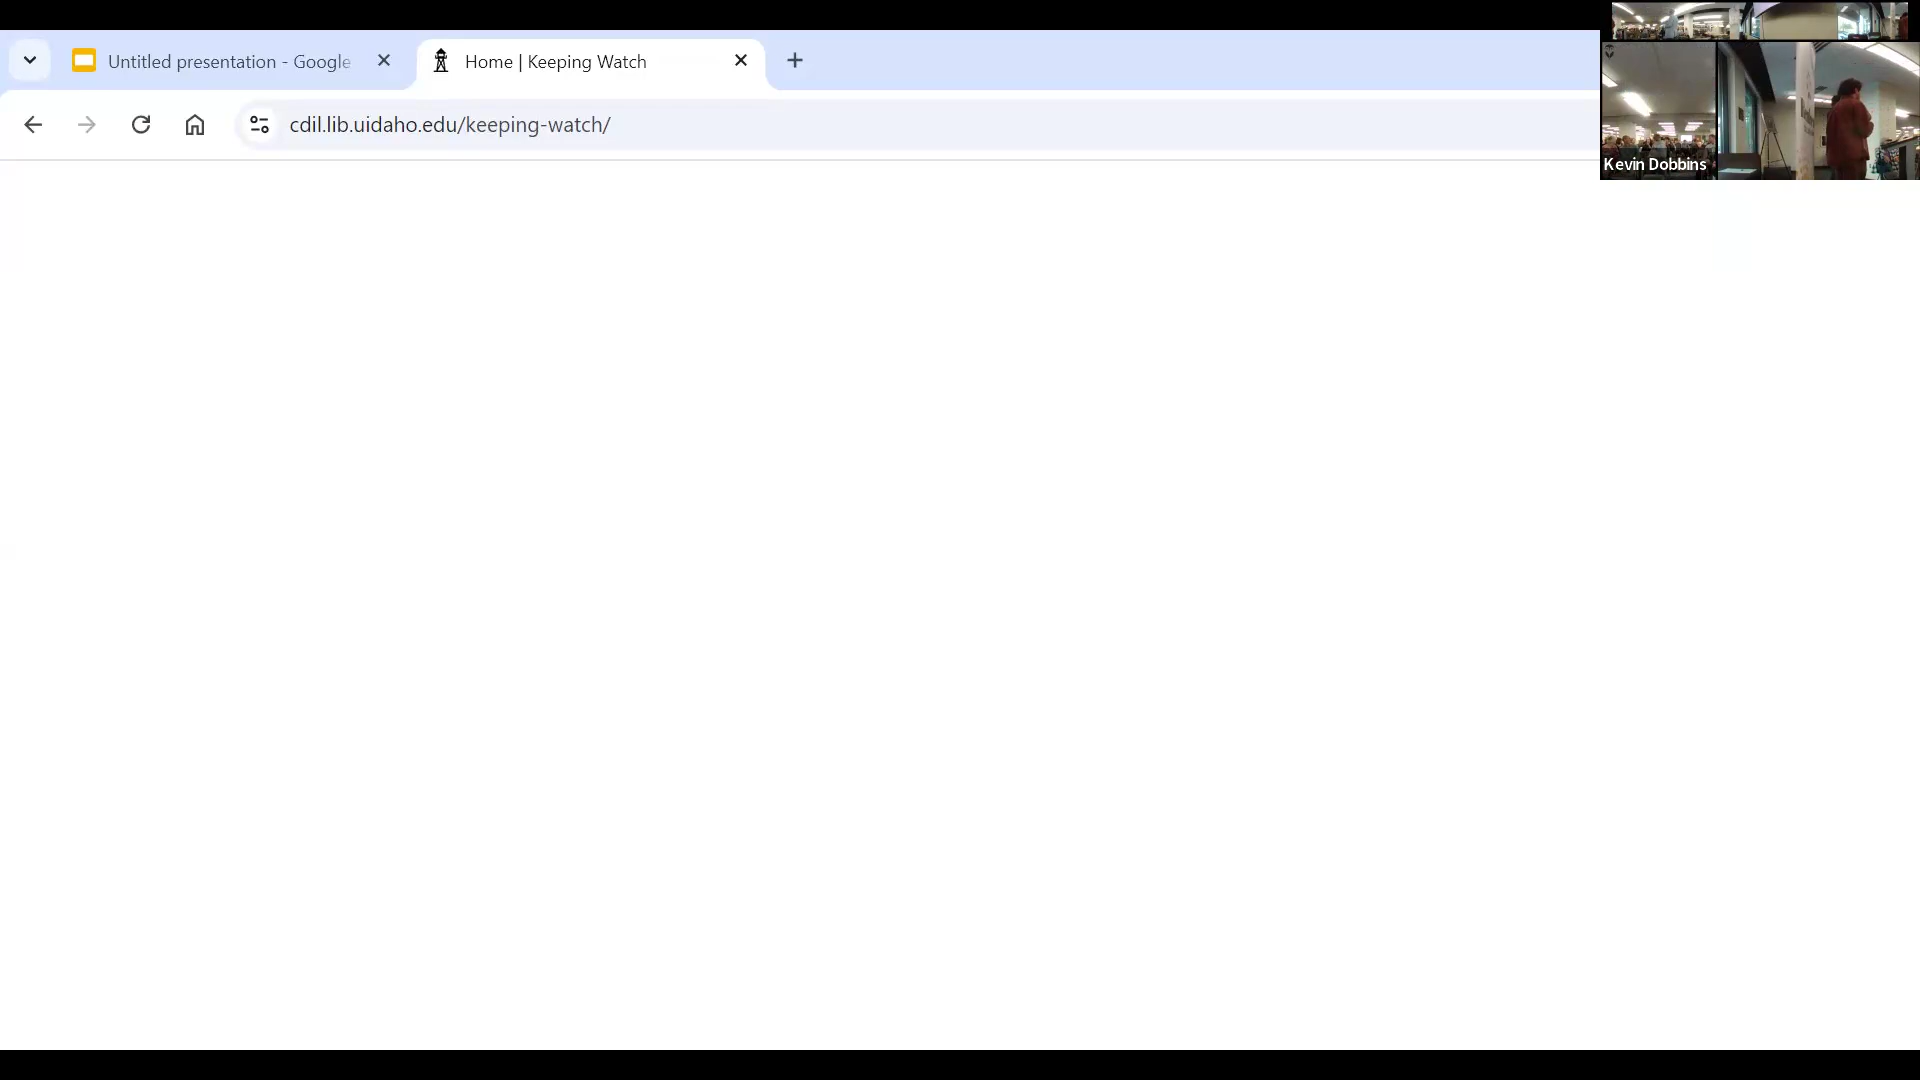 Untitled presentation - Google
Home | Keeping Watch
cdil.lib.uidaho.edu/keeping-watch/
Kevin Dobbins